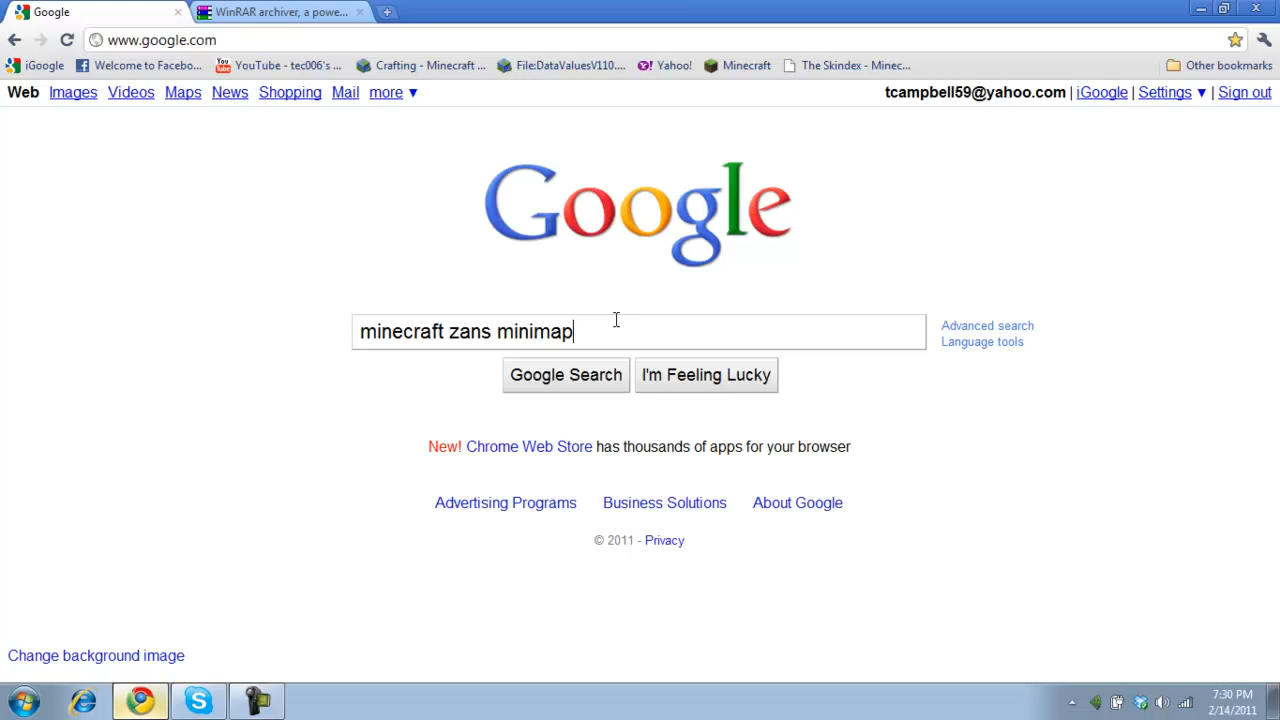 Google
WinRAR archiver, a powe...
www.google.com
iGoogle
Welcome to Facebo...
You Tube
YouTube - tec006's ...
Crafting - Minecraft ...
File:DataValuesV110....
Yahoo!
Minecraft
The Skindex - Minec...
Other bookmarks
Web Images Videos Maps News Shopping Mail more ▼
tcampbell59@yahoo.com | iGoogle | Settings ▼ | Sign out
Google
minecraft zans minimap
Advanced search
Language tools
Google Search
I'm Feeling Lucky
New! Chrome Web Store has thousands of apps for your browser
Advertising Programs
Business Solutions
About Google
© 2011 - Privacy
Change background image
7:30 PM
2/14/2011